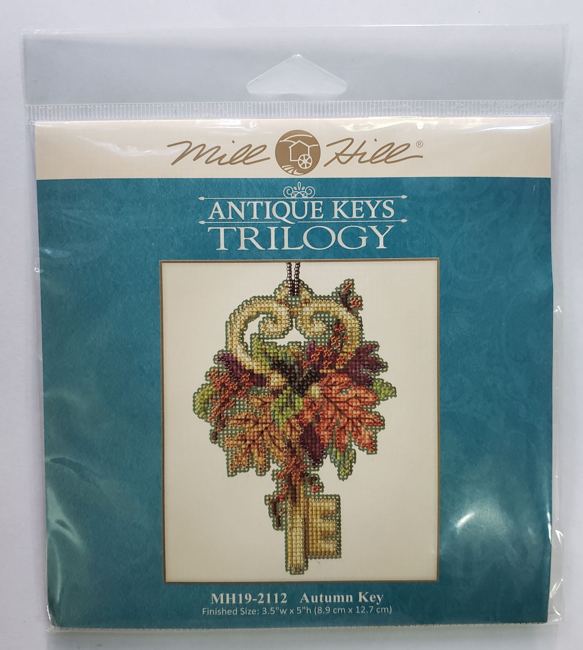 Mill Hill®
ANTIQUE KEYS
TRILOGY
MH19-2112 Autumn Key
Finished Size: 3.5"w x 5"h (8.9 cm x 12.7 cm)